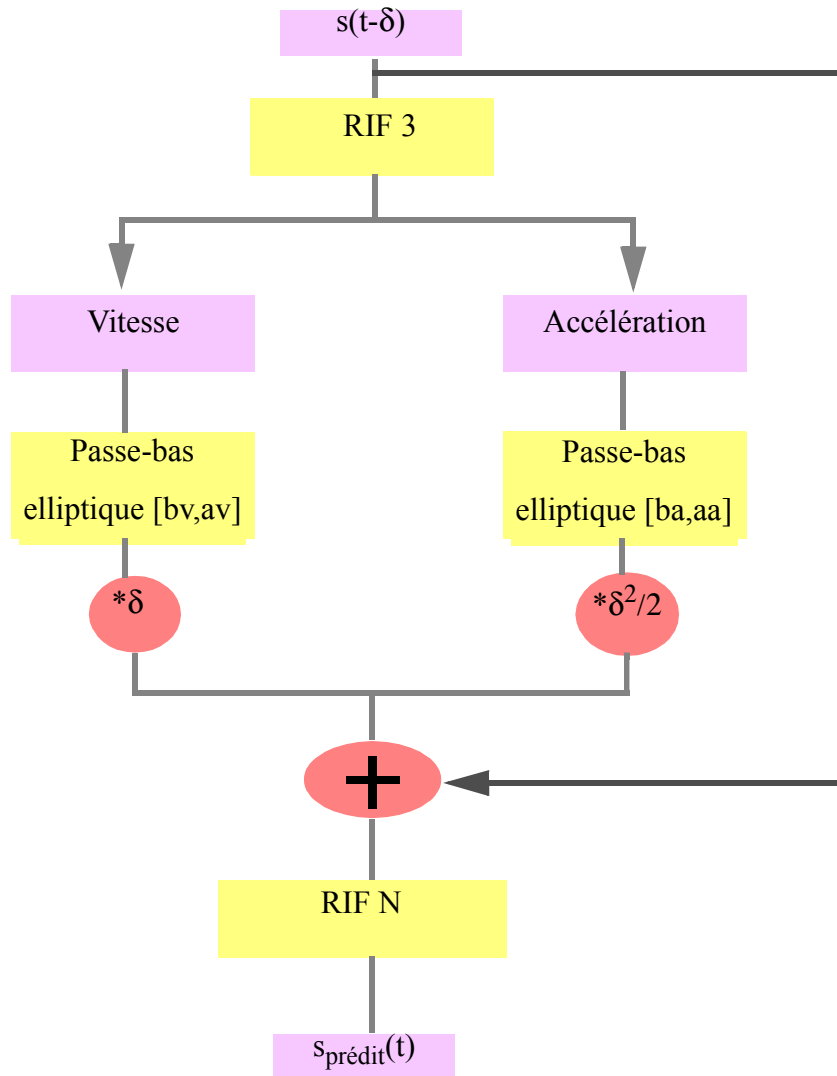 s(t-δ)
RIF 3
Vitesse
Accélération
Passe-bas
elliptique [bv,av]
Passe-bas
elliptique [ba,aa]
*δ
*δ²/2
+
RIF N
sprédit(t)